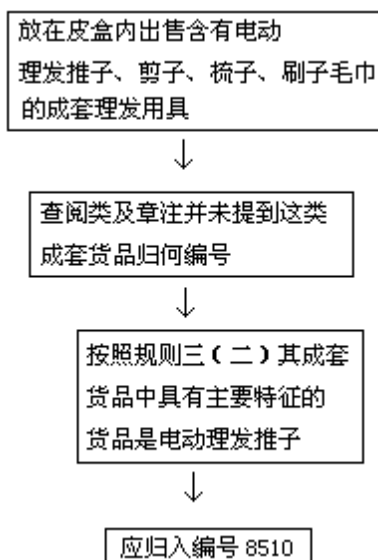 放在皮盒内出售含有电动
理发推子、剪子、梳子、刷子毛巾
的成套理发用具
查阅类及章注并未提到这类
成套货品归何编号
按照规则三(二)其成套
货品中具有主要特征的
货品是电动理发推子
应归入编号 8510